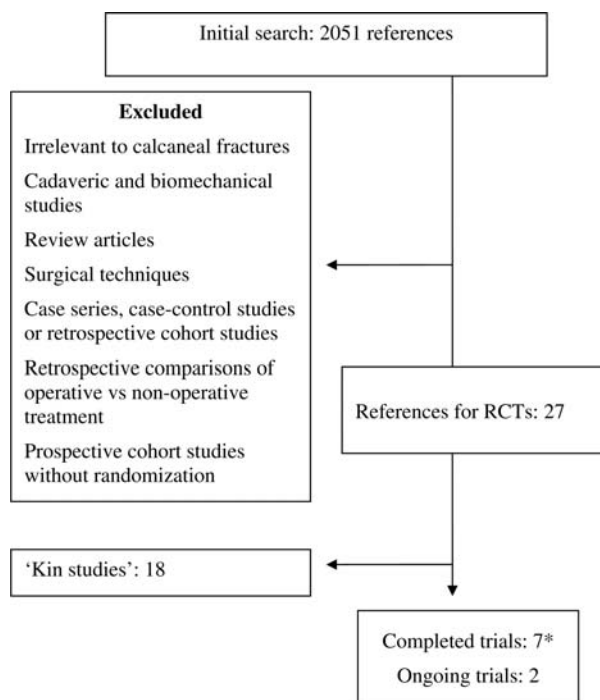 Initial search: 2051 references
Excluded
Irrelevant to calcaneal fractures
Cadaveric and biomechanical
studies
Review articles
Surgical techniques
Case series, case-control studies
or retrospective cohort studies
Retrospective comparisons of
operative vs non-operative
treatment
Prospective cohort studies
without randomization
References for RCTs: 27
‘Kin studies’: 18
Completed trials: 7*
Ongoing trials: 2